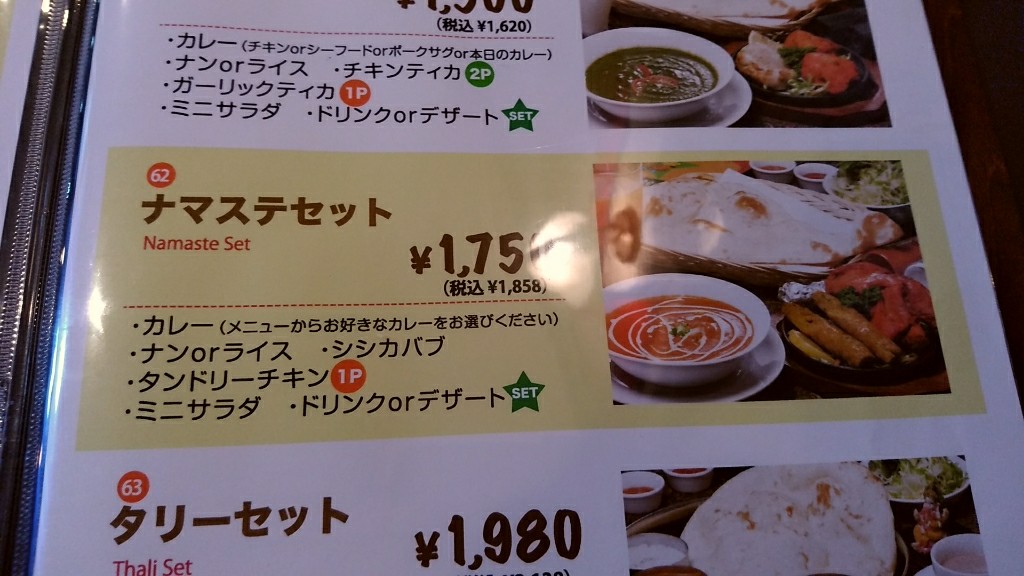 (税込 ¥1,620)
・カレー（チキンorシーフードorポークサグor本日のカレー）
・ナンorライス ・チキンティカ 2P
・ガーリックティカ 1P
・ミニサラダ ・ドリンクorデザート SET
62
ナマステセット
Namaste Set
¥1,750
(税込 ¥1,858)
・カレー（メニューからお好きなカレーをお選びください）
・ナンorライス ・シシカバブ
・タンドリーチキン 1P
・ミニサラダ ・ドリンクorデザート SET
63
タリーセット
Thali Set
¥1,980